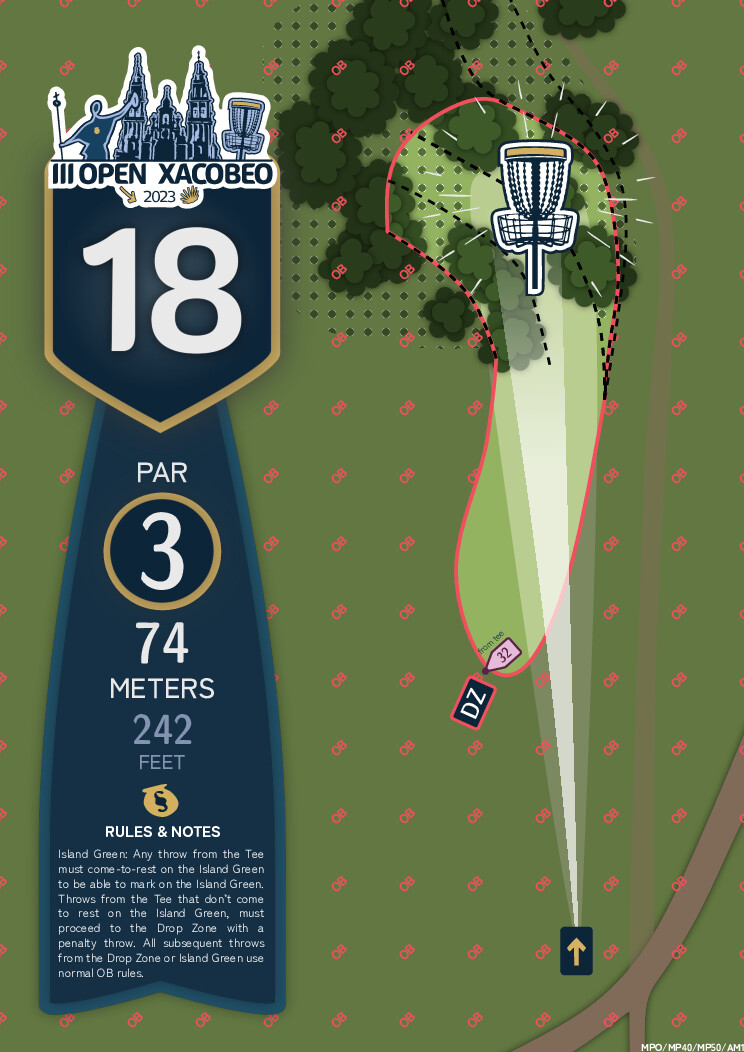 III OPEN XACOBEO
2023
18
PAR
3
74
METERS
242
FEET
RULES & NOTES
Island Green: Any throw from the Tee
must come-to-rest on the Island Green
to be able to mark on the Island Green.
Throws from the Tee that don't come
to rest on the Island Green, must
proceed to the Drop Zone with a
penalty throw. All subsequent throws
from the Drop Zone or Island Green use
normal OB rules.
OB
from tee
32
DZ
MPO/MP40/MP50/AM1